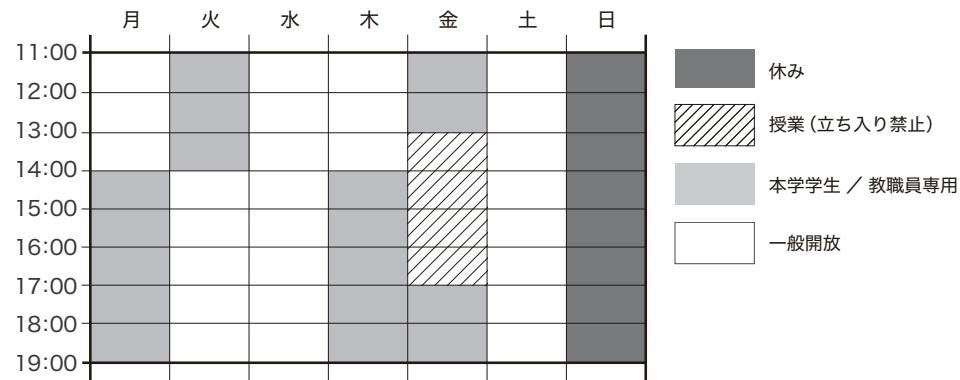 月 火 水 木 金 土 日
11:00
12:00
13:00
14:00
15:00
16:00
17:00
18:00
19:00
休み
授業（立ち入り禁止）
本学学生 ／ 教職員専用
一般開放